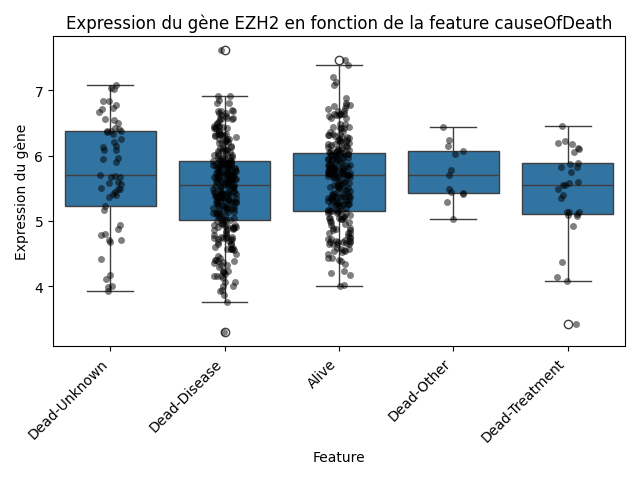 Expression du gène EZH2 en fonction de la feature causeOfDeath
Expression du gène
7
6
5
4
Dead-Unknown
Dead-Disease
Alive
Dead-Other
Dead-Treatment
Feature